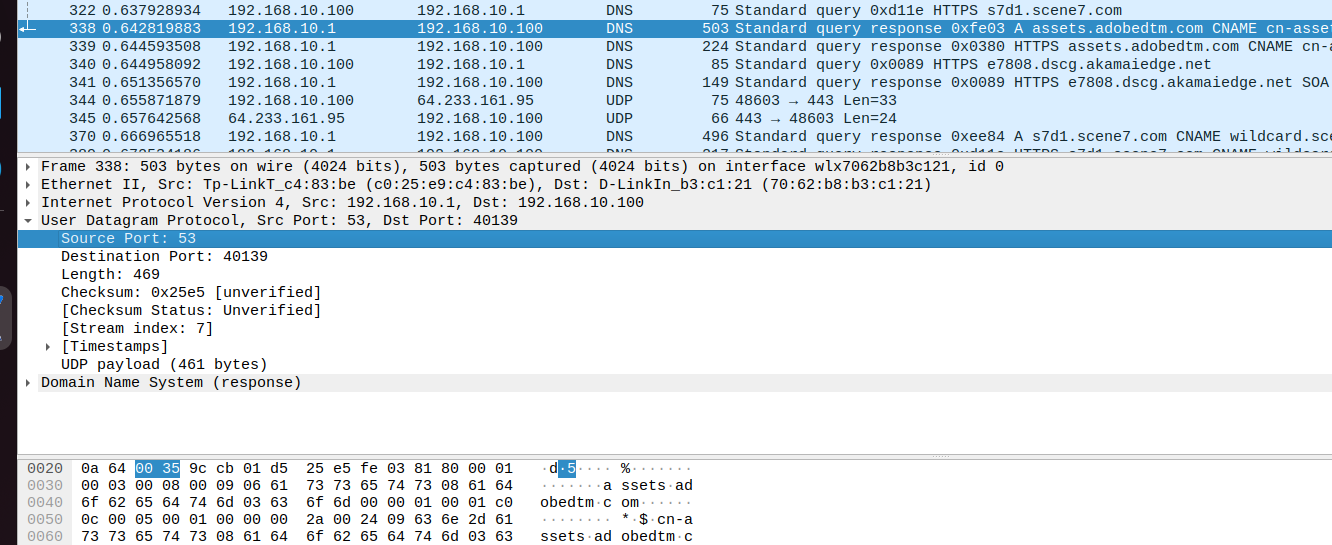 322 0.637928934 192.168.10.100 192.168.10.1 DNS 75 Standard query 0xd11e HTTPS s7d1.scene7.com
338 0.642819883 192.168.10.1 192.168.10.100 DNS 503 Standard query response 0xfe03 A assets.adobedtm.com CNAME cn-asse
339 0.644593508 192.168.10.1 192.168.10.100 DNS 224 Standard query response 0x0380 HTTPS assets.adobedtm.com CNAME cn-a
340 0.644958092 192.168.10.100 192.168.10.1 DNS 85 Standard query 0x0089 HTTPS e7808.dscg.akamaiedge.net
341 0.651356570 192.168.10.1 192.168.10.100 DNS 149 Standard query response 0x0089 HTTPS e7808.dscg.akamaiedge.net SOA
344 0.655871879 192.168.10.100 64.233.161.95 UDP 75 48603 → 443 Len=33
345 0.657642568 64.233.161.95 192.168.10.100 UDP 66 443 → 48603 Len=24
370 0.666965518 192.168.10.1 192.168.10.100 DNS 496 Standard query response 0xee84 A s7d1.scene7.com CNAME wildcard.sce
Frame 338: 503 bytes on wire (4024 bits), 503 bytes captured (4024 bits) on interface wlx7062b8b3c121, id 0
Ethernet II, Src: Tp-LinkT_c4:83:be (c0:25:e9:c4:83:be), Dst: D-LinkIn_b3:c1:21 (70:62:b8:b3:c1:21)
Internet Protocol Version 4, Src: 192.168.10.1, Dst: 192.168.10.100
User Datagram Protocol, Src Port: 53, Dst Port: 40139
Source Port: 53
Destination Port: 40139
Length: 469
Checksum: 0x25e5 [unverified]
[Checksum Status: Unverified]
[Stream index: 7]
[Timestamps]
UDP payload (461 bytes)
Domain Name System (response)
0020 0a 64 00 35 9c cb 01 d5 25 e5 fe 03 81 80 00 01 ·d·5···· %·······
0030 00 03 00 08 00 09 06 61 73 73 65 74 73 08 61 64 ·······a ssets·ad
0040 6f 62 65 64 74 6d 03 63 6f 6d 00 00 01 00 01 c0 obedtm·c om······
0050 0c 00 05 00 01 00 00 00 2a 00 24 09 63 6e 2d 61 ········ *·$·cn-a
0060 73 73 65 74 73 08 61 64 6f 62 65 64 74 6d 03 63 ssets·ad obedtm·c